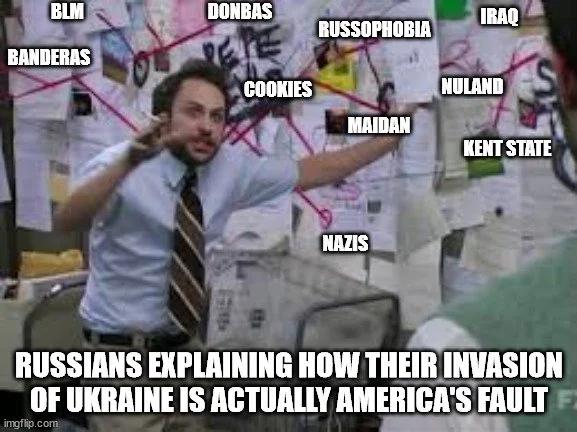 BLM
DONBAS
RUSSOPHOBIA
IRAQ
BANDERAS
COOKIES
NULAND
MAIDAN
KENT STATE
NAZIS
RUSSIANS EXPLAINING HOW THEIR INVASION
OF UKRAINE IS ACTUALLY AMERICA'S FAULT
imgflip.com